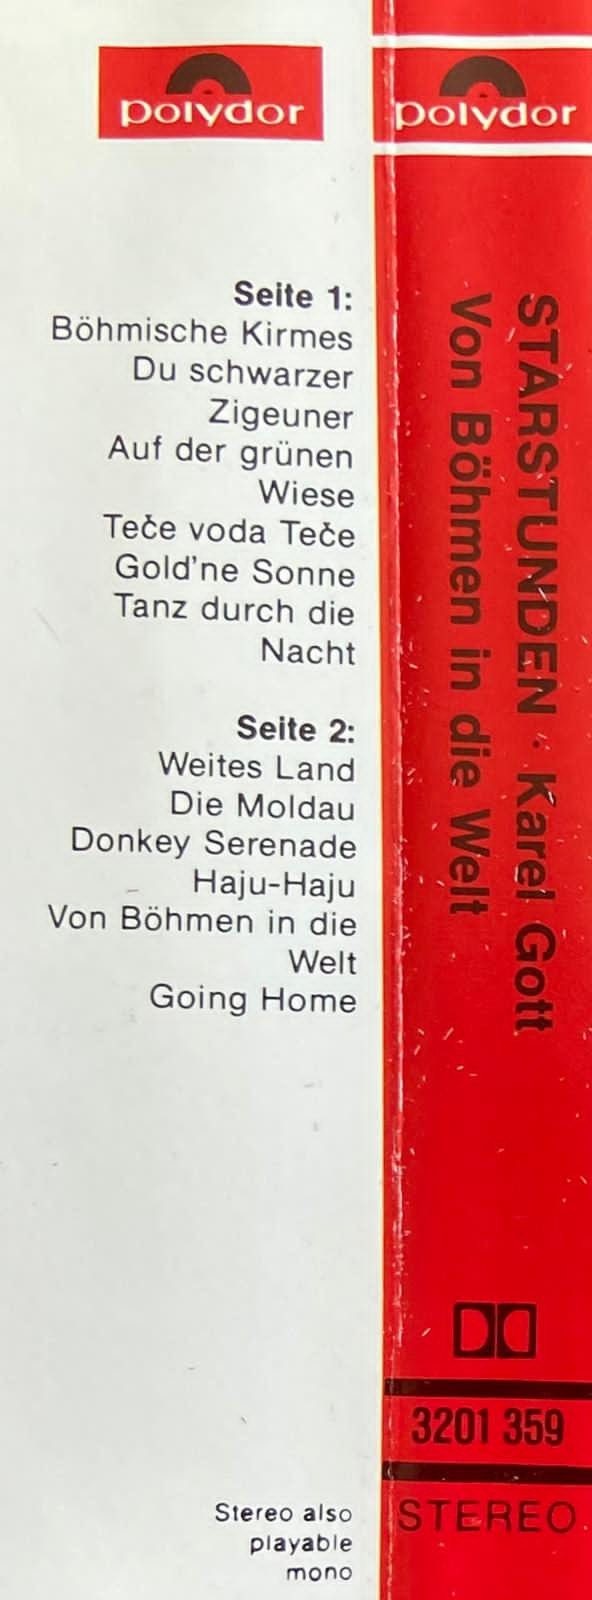 polydor
Seite 1:
Böhmische Kirmes
Du schwarzer
Zigeuner
Auf der grünen
Wiese
Teče voda Teče
Gold'ne Sonne
Tanz durch die
Nacht
Seite 2:
Weites Land
Die Moldau
Donkey Serenade
Haju-Haju
Von Böhmen in die
Welt
Going Home
Stereo also
playable
mono
polydor
STARSTUNDEN · Karel Gott
Von Böhmen in die Welt
3201 359
STEREO